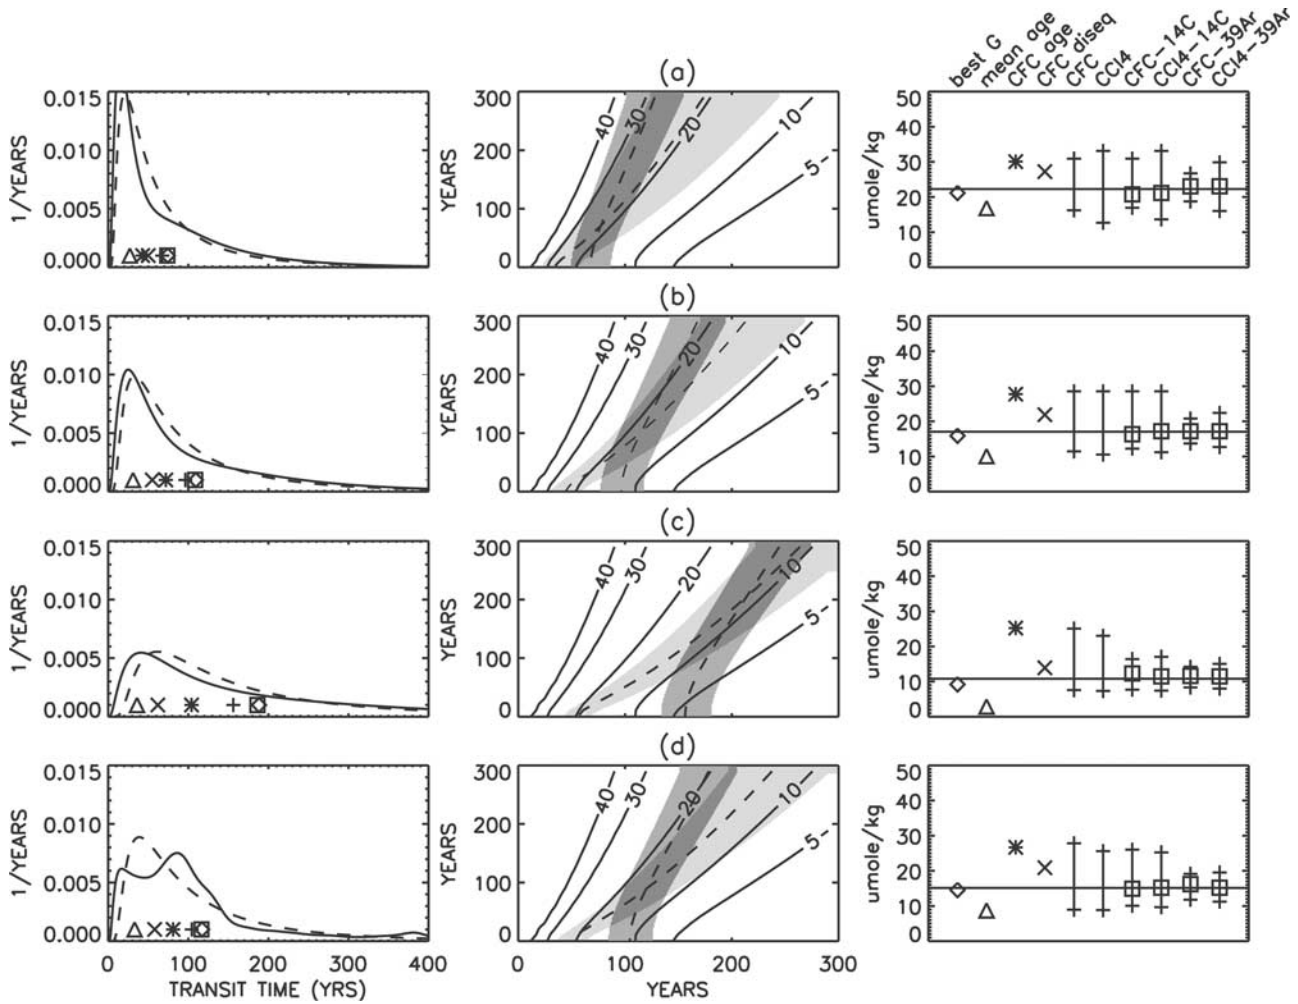 best G
mean age
CFC age
CFC diseq
CFC
CCl4
CFC-14C
CCl4-14C
CFC-39Ar
CCl4-39Ar
(a)
0.015
0.010
0.005
0.000
1/YEARS
300
200
100
0
YEARS
40
30
20
10
5
50
40
30
20
10
0
umole/kg
(b)
0.015
0.010
0.005
0.000
1/YEARS
300
200
100
0
YEARS
40
30
20
10
5
50
40
30
20
10
0
umole/kg
(c)
0.015
0.010
0.005
0.000
1/YEARS
300
200
100
0
YEARS
40
30
20
10
5
50
40
30
20
10
0
umole/kg
(d)
0.015
0.010
0.005
0.000
1/YEARS
300
200
100
0
YEARS
40
30
20
10
5
50
40
30
20
10
0
umole/kg
0 100 200 300 400
TRANSIT TIME (YRS)
0 100 200 300
YEARS